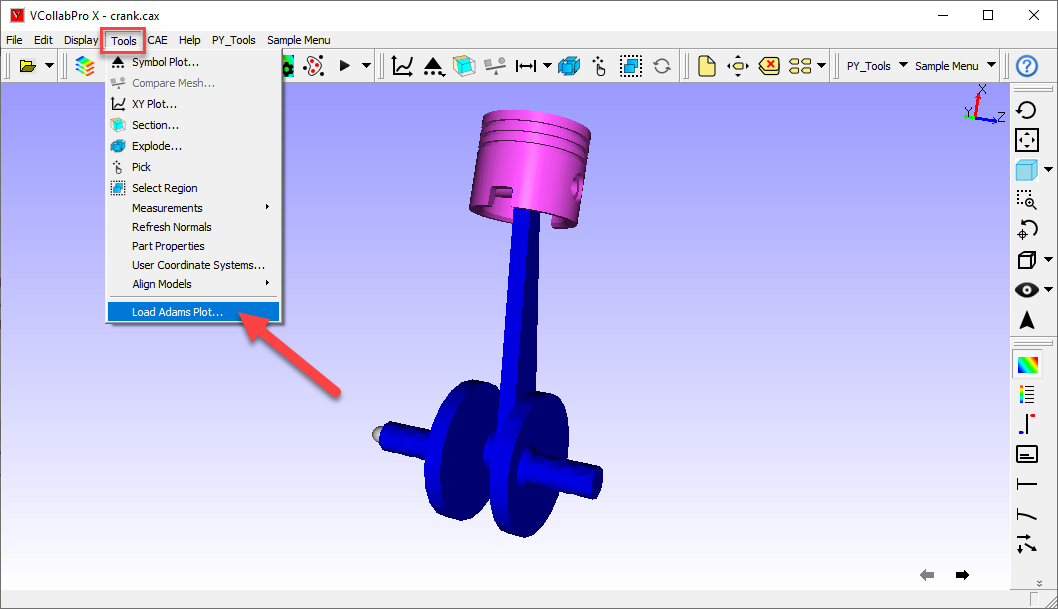 VCollabPro X - crank.cax
File Edit Display Tools CAE Help PY_Tools Sample Menu
PY_Tools Sample Menu
Symbol Plot...
Compare Mesh...
XY Plot...
Section...
Explode...
Pick
Select Region
Measurements
Refresh Normals
Part Properties
User Coordinate Systems...
Align Models
Load Adams Plot...
X
Y
Z